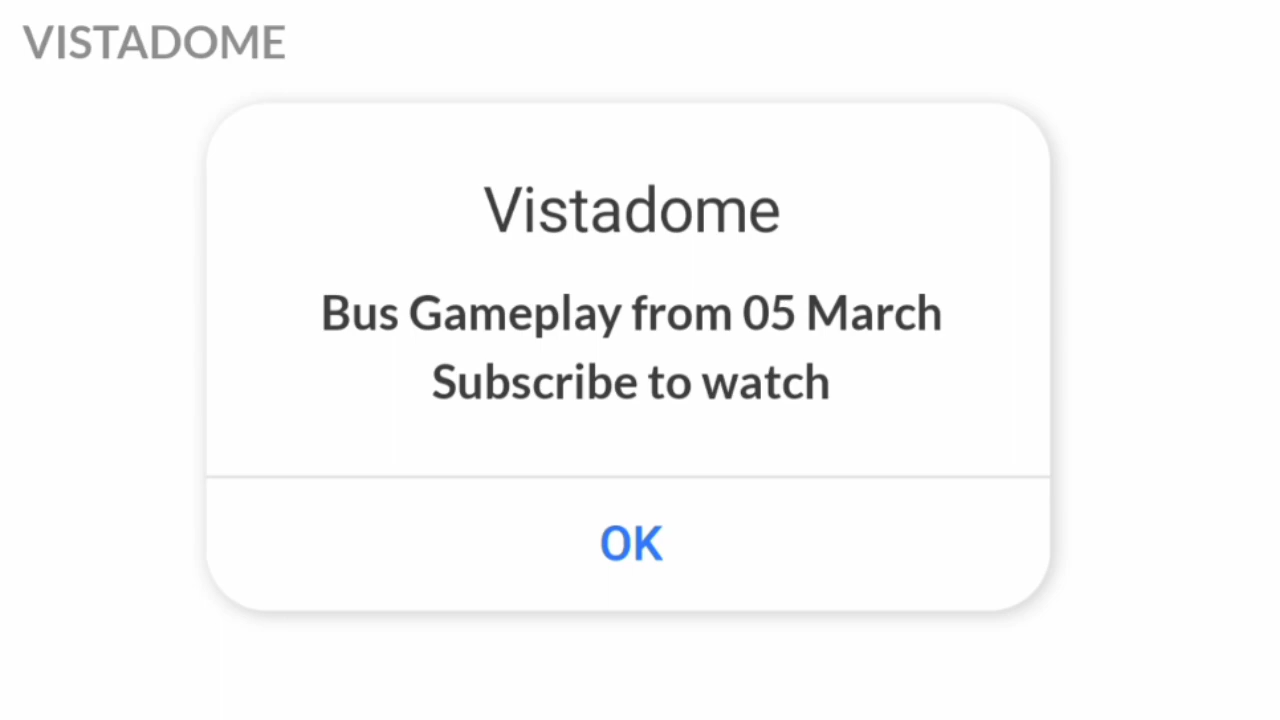 VISTADOME
Vistadome
Bus Gameplay from 05 March
Subscribe to watch
OK